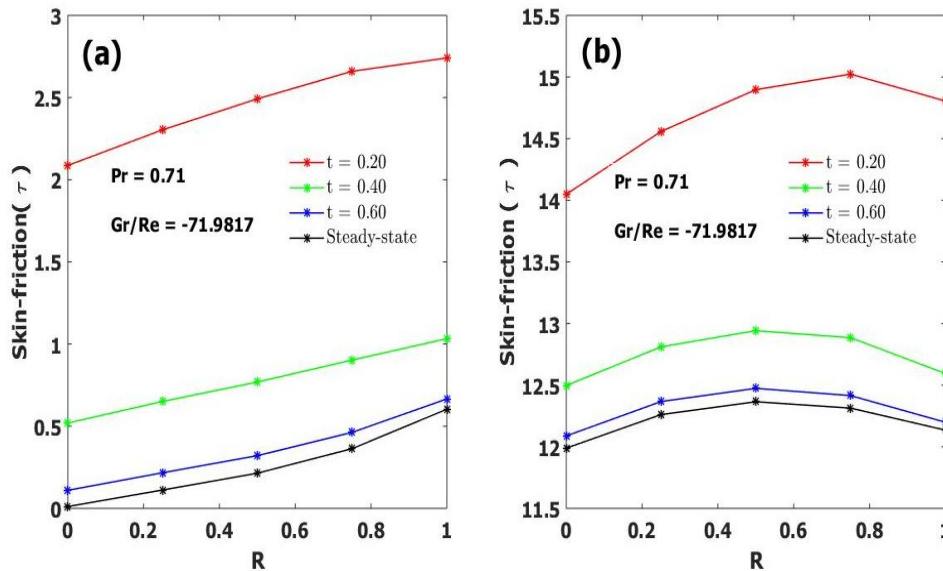 (a)
Skin-friction( τ )
3
2.5
2
1.5
1
0.5
0
Pr = 0.71
Gr/Re = -71.9817
t = 0.20
t = 0.40
t = 0.60
Steady-state
0 0.2 0.4 0.6 0.8 1
R
(b)
Skin-friction ( τ )
15.5
15
14.5
14
13.5
13
12.5
12
11.5
Pr = 0.71
Gr/Re = -71.9817
t = 0.20
t = 0.40
t = 0.60
Steady-state
0 0.2 0.4 0.6 0.8 1
R